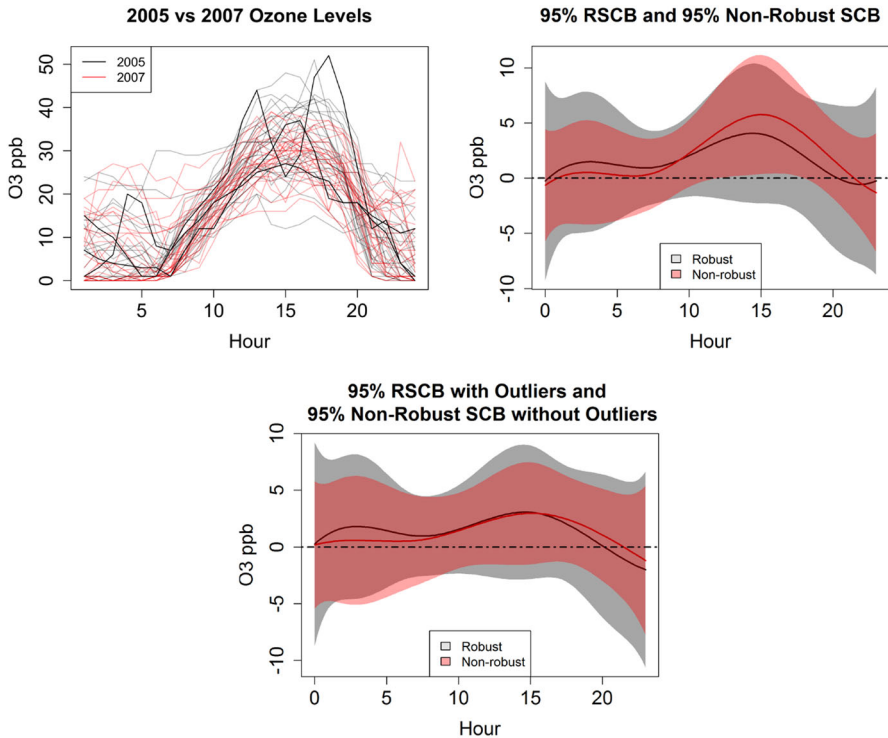 2005 vs 2007 Ozone Levels
O3 ppb
0
10
20
30
40
50
2005
2007
5
10
15
20
Hour
95% RSCB and 95% Non-Robust SCB
O3 ppb
-10
-5
0
5
10
Robust
Non-robust
0
5
10
15
20
Hour
95% RSCB with Outliers and
95% Non-Robust SCB without Outliers
O3 ppb
-10
-5
0
5
10
Robust
Non-robust
0
5
10
15
20
Hour